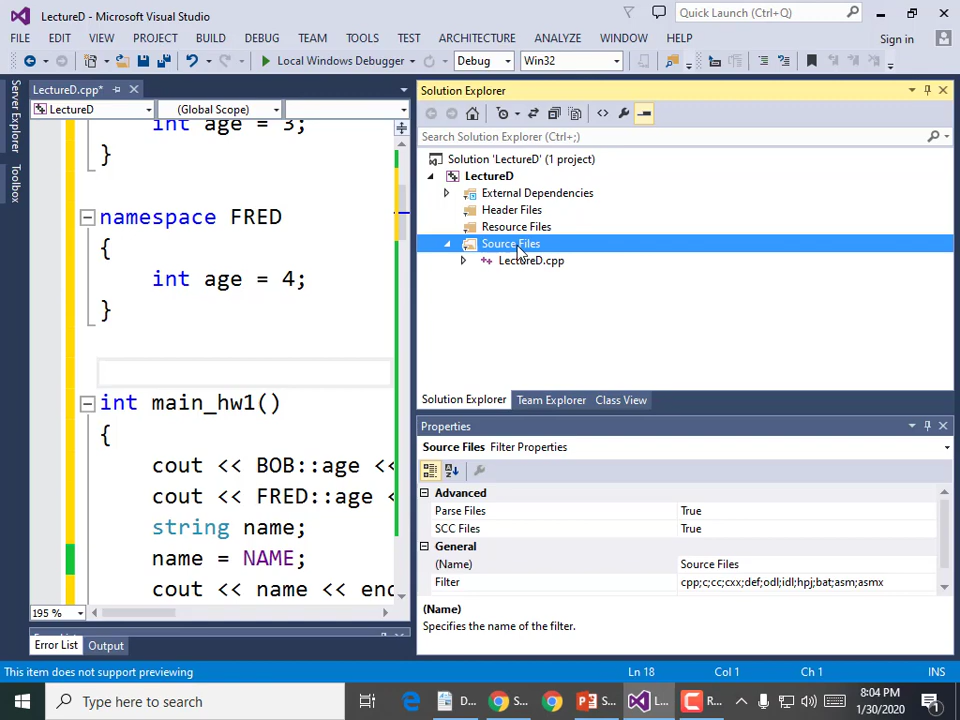 LectureD - Microsoft Visual Studio
Quick Launch (Ctrl+Q)
FILE EDIT VIEW PROJECT BUILD DEBUG TEAM TOOLS TEST ARCHITECTURE ANALYZE WINDOW HELP Sign in
Local Windows Debugger Debug Win32
Server Explorer
Toolbox
LectureD.cpp*
LectureD (Global Scope)
int age = 3;
}
namespace FRED
{
int age = 4;
}
int main_hw1()
{
cout << BOB::age <<
cout << FRED::age <
string name;
name = NAME;
cout << name << end
195 %
Error List Output
Solution Explorer
Search Solution Explorer (Ctrl+;)
Solution 'LectureD' (1 project)
LectureD
External Dependencies
Header Files
Resource Files
Source Files
LectureD.cpp
Solution Explorer Team Explorer Class View
Properties
Source Files Filter Properties
Advanced
Parse Files True
SCC Files True
General
(Name) Source Files
Filter cpp;c;cc;cxx;def;odl;idl;hpj;bat;asm;asmx
(Name)
Specifies the name of the filter.
This item does not support previewing Ln 18 Col 1 Ch 1 INS
Type here to search D... S... S... L... R... 8:04 PM
1/30/2020
1